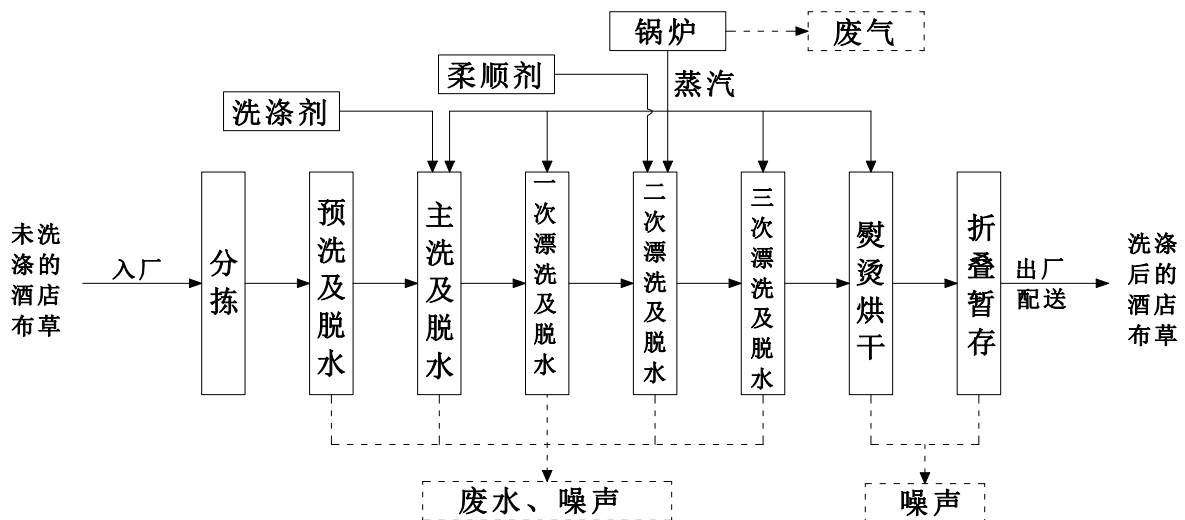 锅炉
废气
柔顺剂
蒸汽
洗涤剂
未洗
涤的
酒店
布草
入厂
分拣
预洗及脱水
主洗及脱水
一次漂洗及脱水
二次漂洗及脱水
三次漂洗及脱水
熨烫烘干
折叠暂存
出厂
配送
洗涤
后的
酒店
布草
废水、噪声
噪声